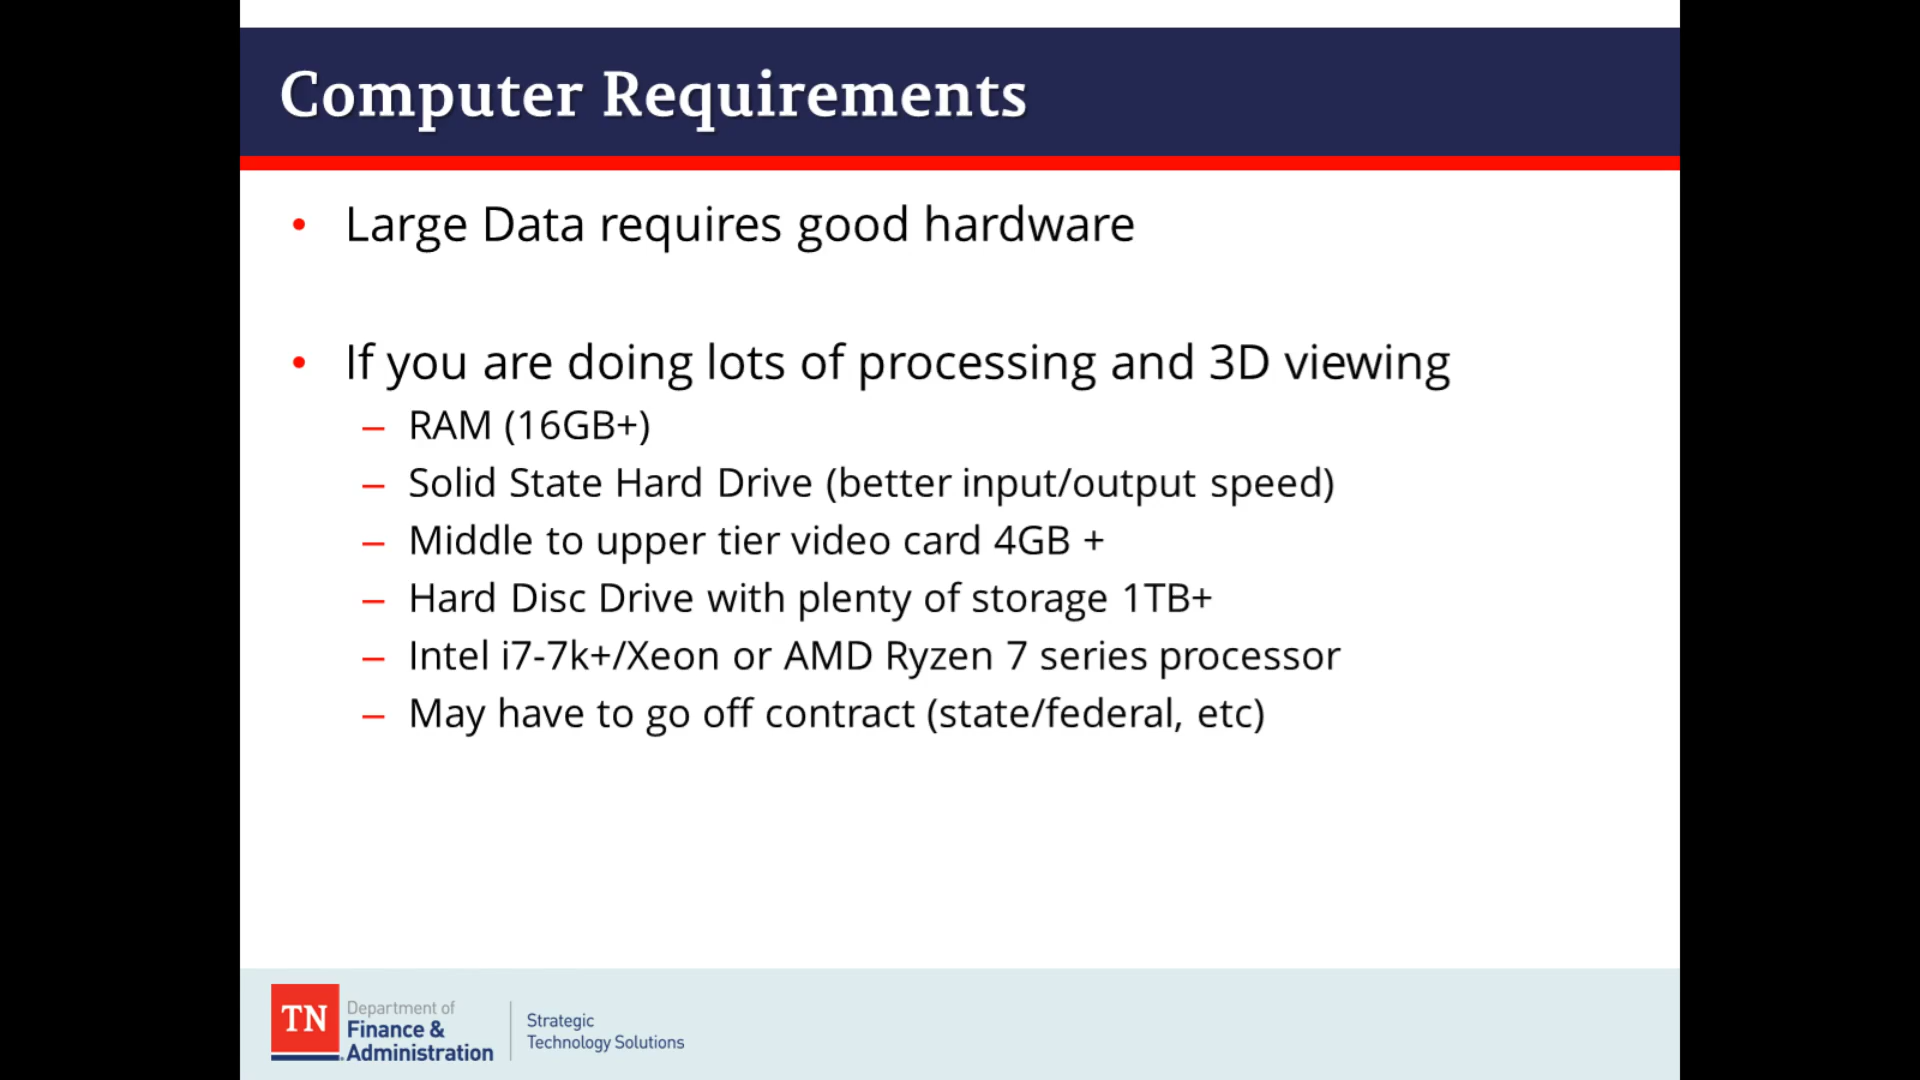 Computer Requirements
• Large Data requires good hardware
• If you are doing lots of processing and 3D viewing
– RAM (16GB+)
– Solid State Hard Drive (better input/output speed)
– Middle to upper tier video card 4GB +
– Hard Disc Drive with plenty of storage 1TB+
– Intel i7-7k+/Xeon or AMD Ryzen 7 series processor
– May have to go off contract (state/federal, etc)
TN
Department of
Finance &
Administration
Strategic
Technology Solutions